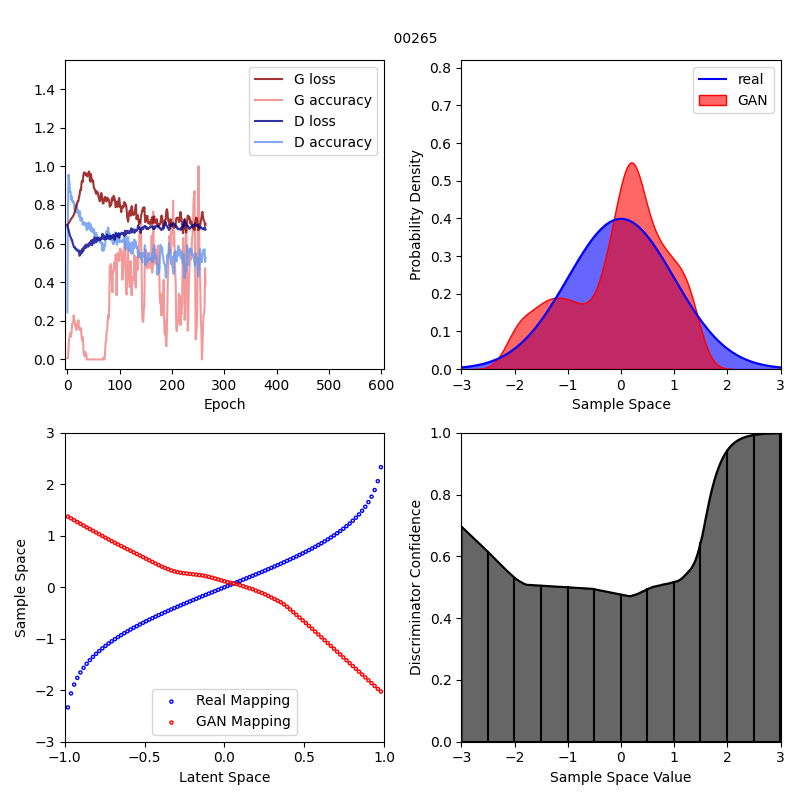 00265
G loss
G accuracy
D loss
D accuracy
1.4
1.2
1.0
0.8
0.6
0.4
0.2
0.0
0 100 200 300 400 500 600
Epoch
real
GAN
Probability Density
0.8
0.7
0.6
0.5
0.4
0.3
0.2
0.1
0.0
−3 −2 −1 0 1 2 3
Sample Space
Sample Space
3
2
1
0
−1
−2
−3
Real Mapping
GAN Mapping
−1.0 −0.5 0.0 0.5 1.0
Latent Space
Discriminator Confidence
1.0
0.8
0.6
0.4
0.2
0.0
−3 −2 −1 0 1 2 3
Sample Space Value